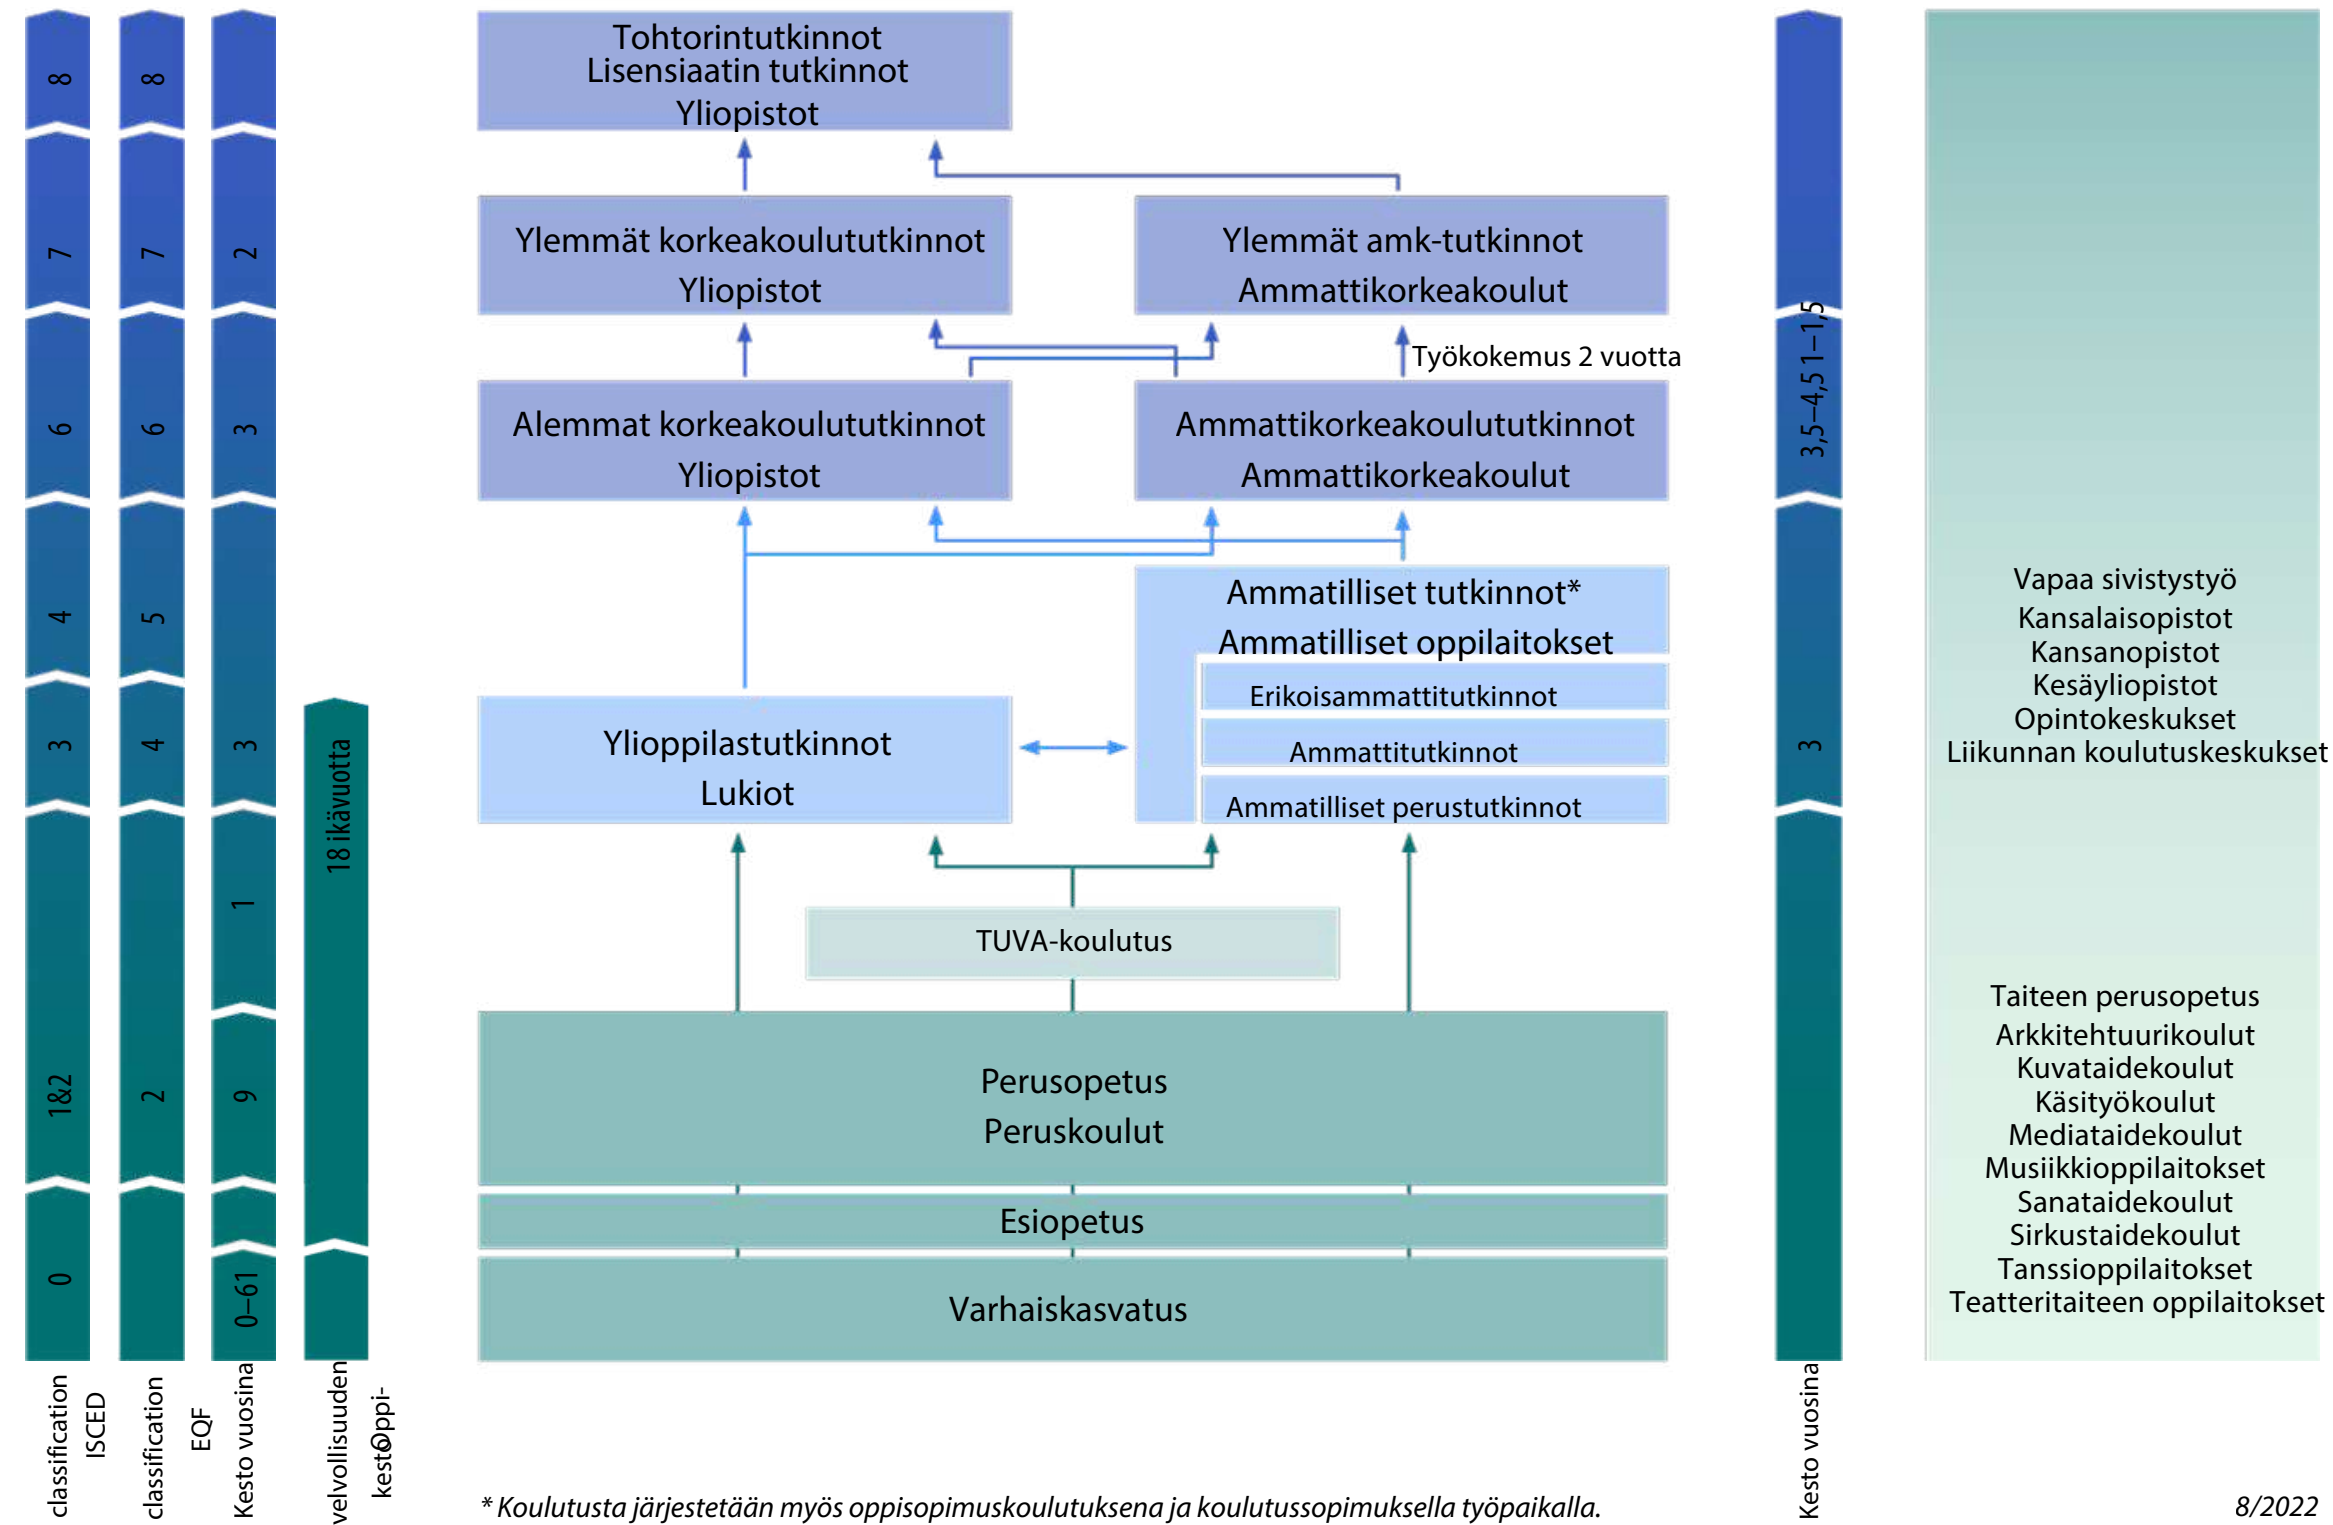 Tohtorintutkinnot
Lisensiaatin tutkinnot
Yliopistot
Ylemmät korkeakoulututkinnot
Yliopistot
Ylemmät amk-tutkinnot
Ammattikorkeakoulut
Työkokemus 2 vuotta
Alemmat korkeakoulututkinnot
Yliopistot
Ammattikorkeakoulututkinnot
Ammattikorkeakoulut
Ammatilliset tutkinnot*
Ammatilliset oppilaitokset
Erikoisammattitutkinnot
Ammattitutkinnot
Ammatilliset perustutkinnot
Ylioppilastutkinnot
Lukiot
TUVA-koulutus
Perusopetus
Peruskoulut
Esiopetus
Varhaiskasvatus
8
7
6
4
3
1&2
0
classification
ISCED
8
7
6
5
4
2
classification
EQF
2
3
3
1
9
0–61
Kesto vuosina
18 ikävuotta
velvollisuuden
kesto
Oppi-
3,5–4,5 1–1,5
3
Kesto vuosina
Vapaa sivistystyö
Kansalaisopistot
Kansanopistot
Kesäyliopistot
Opintokeskukset
Liikunnan koulutuskeskukset
Taiteen perusopetus
Arkkitehtuurikoulut
Kuvataidekoulut
Käsityökoulut
Mediataidekoulut
Musiikkioppilaitokset
Sanataidekoulut
Sirkustaidekoulut
Tanssioppilaitokset
Teatteritaiteen oppilaitokset
* Koulutusta järjestetään myös oppisopimuskoulutuksena ja koulutussopimuksella työpaikalla.
8/2022